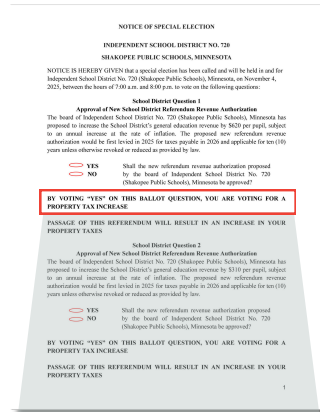 NOTICE OF SPECIAL ELECTION
INDEPENDENT SCHOOL DISTRICT NO. 720
SHAKOPEE PUBLIC SCHOOLS, MINNESOTA
NOTICE IS HEREBY GIVEN that a special election has been called and will be held in and for
Independent School District No. 720 (Shakopee Public Schools), Minnesota, on November 4,
2025, between the hours of 7:00 a.m. and 8:00 p.m. to vote on the following questions:
School District Question 1
Approval of New School District Referendum Revenue Authorization
The board of Independent School District No. 720 (Shakopee Public Schools), Minnesota has
proposed to increase the School District's general education revenue by $620 per pupil, subject
to an annual increase at the rate of inflation. The proposed new referendum revenue
authorization would be first levied in 2025 for taxes payable in 2026 and applicable for ten (10)
years unless otherwise revoked or reduced as provided by law.
YES Shall the new referendum revenue authorization proposed
NO by the board of Independent School District No. 720
(Shakopee Public Schools), Minnesota be approved?
BY VOTING "YES" ON THIS BALLOT QUESTION, YOU ARE VOTING FOR A
PROPERTY TAX INCREASE
PASSAGE OF THIS REFERENDUM WILL RESULT IN AN INCREASE IN YOUR
PROPERTY TAXES
School District Question 2
Approval of New School District Referendum Revenue Authorization
The board of Independent School District No. 720 (Shakopee Public Schools), Minnesota has
proposed to increase the School District's general education revenue by $310 per pupil, subject
to an annual increase at the rate of inflation. The proposed new referendum revenue
authorization would be first levied in 2025 for taxes payable in 2026 and applicable for ten (10)
years unless otherwise revoked or reduced as provided by law.
YES Shall the new referendum revenue authorization proposed
NO by the board of Independent School District No. 720
(Shakopee Public Schools), Minnesota be approved?
BY VOTING "YES" ON THIS BALLOT QUESTION, YOU ARE VOTING FOR A
PROPERTY TAX INCREASE
PASSAGE OF THIS REFERENDUM WILL RESULT IN AN INCREASE IN YOUR
PROPERTY TAXES
1